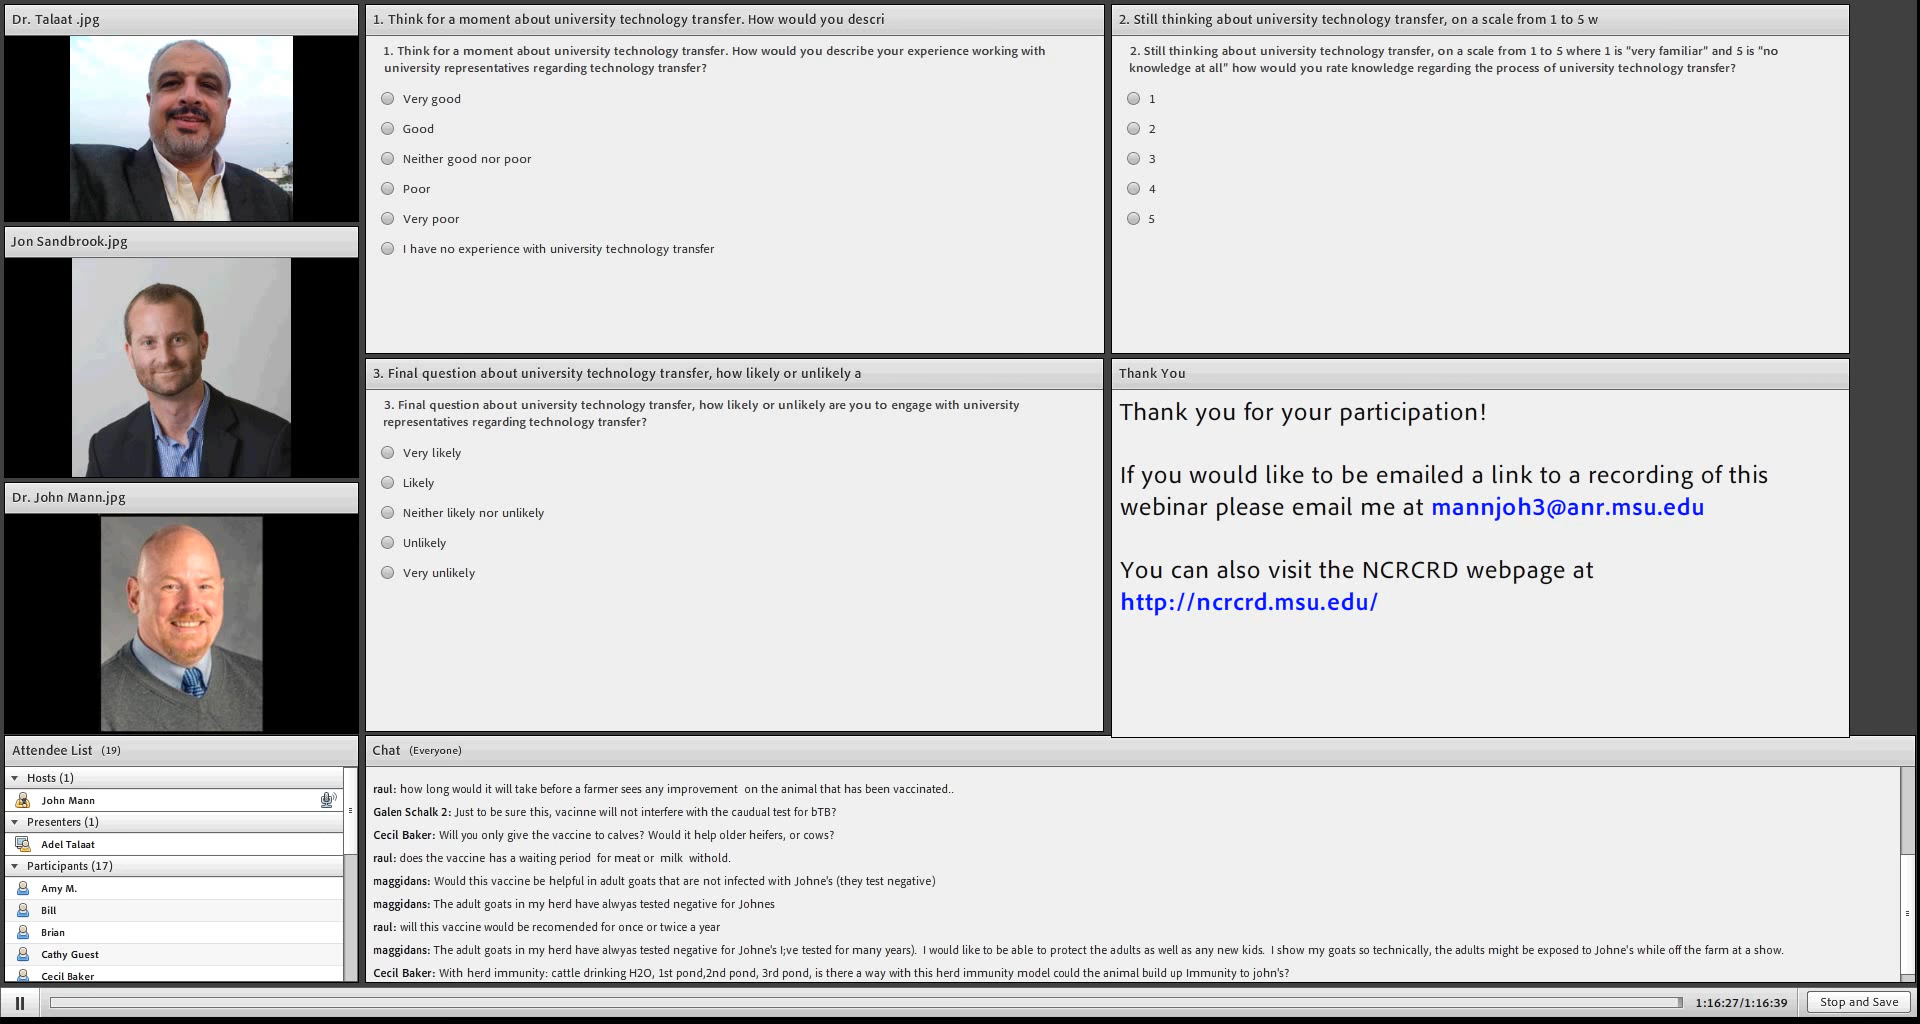 Dr. Talaat .jpg
Jon Sandbrook.jpg
Dr. John Mann.jpg
1. Think for a moment about university technology transfer. How would you descri
1. Think for a moment about university technology transfer. How would you describe your experience working with
university representatives regarding technology transfer?
Very good
Good
Neither good nor poor
Poor
Very poor
I have no experience with university technology transfer
2. Still thinking about university technology transfer, on a scale from 1 to 5 w
2. Still thinking about university technology transfer, on a scale from 1 to 5 where 1 is "very familiar" and 5 is "no
knowledge at all" how would you rate knowledge regarding the process of university technology transfer?
1
2
3
4
5
3. Final question about university technology transfer, how likely or unlikely a
3. Final question about university technology transfer, how likely or unlikely are you to engage with university
representatives regarding technology transfer?
Very likely
Likely
Neither likely nor unlikely
Unlikely
Very unlikely
Thank You
Thank you for your participation!
If you would like to be emailed a link to a recording of this
webinar please email me at mannjoh3@anr.msu.edu
You can also visit the NCRCRD webpage at
http://ncrcrd.msu.edu/
Attendee List (19)
Hosts (1)
John Mann
Presenters (1)
Adel Talaat
Participants (17)
Amy M.
Bill
Brian
Cathy Guest
Cecil Baker
Chat (Everyone)
raul: how long would it will take before a farmer sees any improvement on the animal that has been vaccinated..
Galen Schalk 2: Just to be sure this, vacinne will not interfere with the caudual test for bTB?
Cecil Baker: Will you only give the vaccine to calves? Would it help older heifers, or cows?
raul: does the vaccine has a waiting period for meat or milk withold.
maggidans: Would this vaccine be helpful in adult goats that are not infected with Johne's (they test negative)
maggidans: The adult goats in my herd have alwyas tested negative for Johnes
raul: will this vaccine would be recomended for once or twice a year
maggidans: The adult goats in my herd have alwyas tested negative for Johne's I;ve tested for many years). I would like to be able to protect the adults as well as any new kids. I show my goats so technically, the adults might be exposed to Johne's while off the farm at a show.
Cecil Baker: With herd immunity: cattle drinking H2O, 1st pond,2nd pond, 3rd pond, is there a way with this herd immunity model could the animal build up Immunity to john's?
1:16:27/1:16:39
Stop and Save